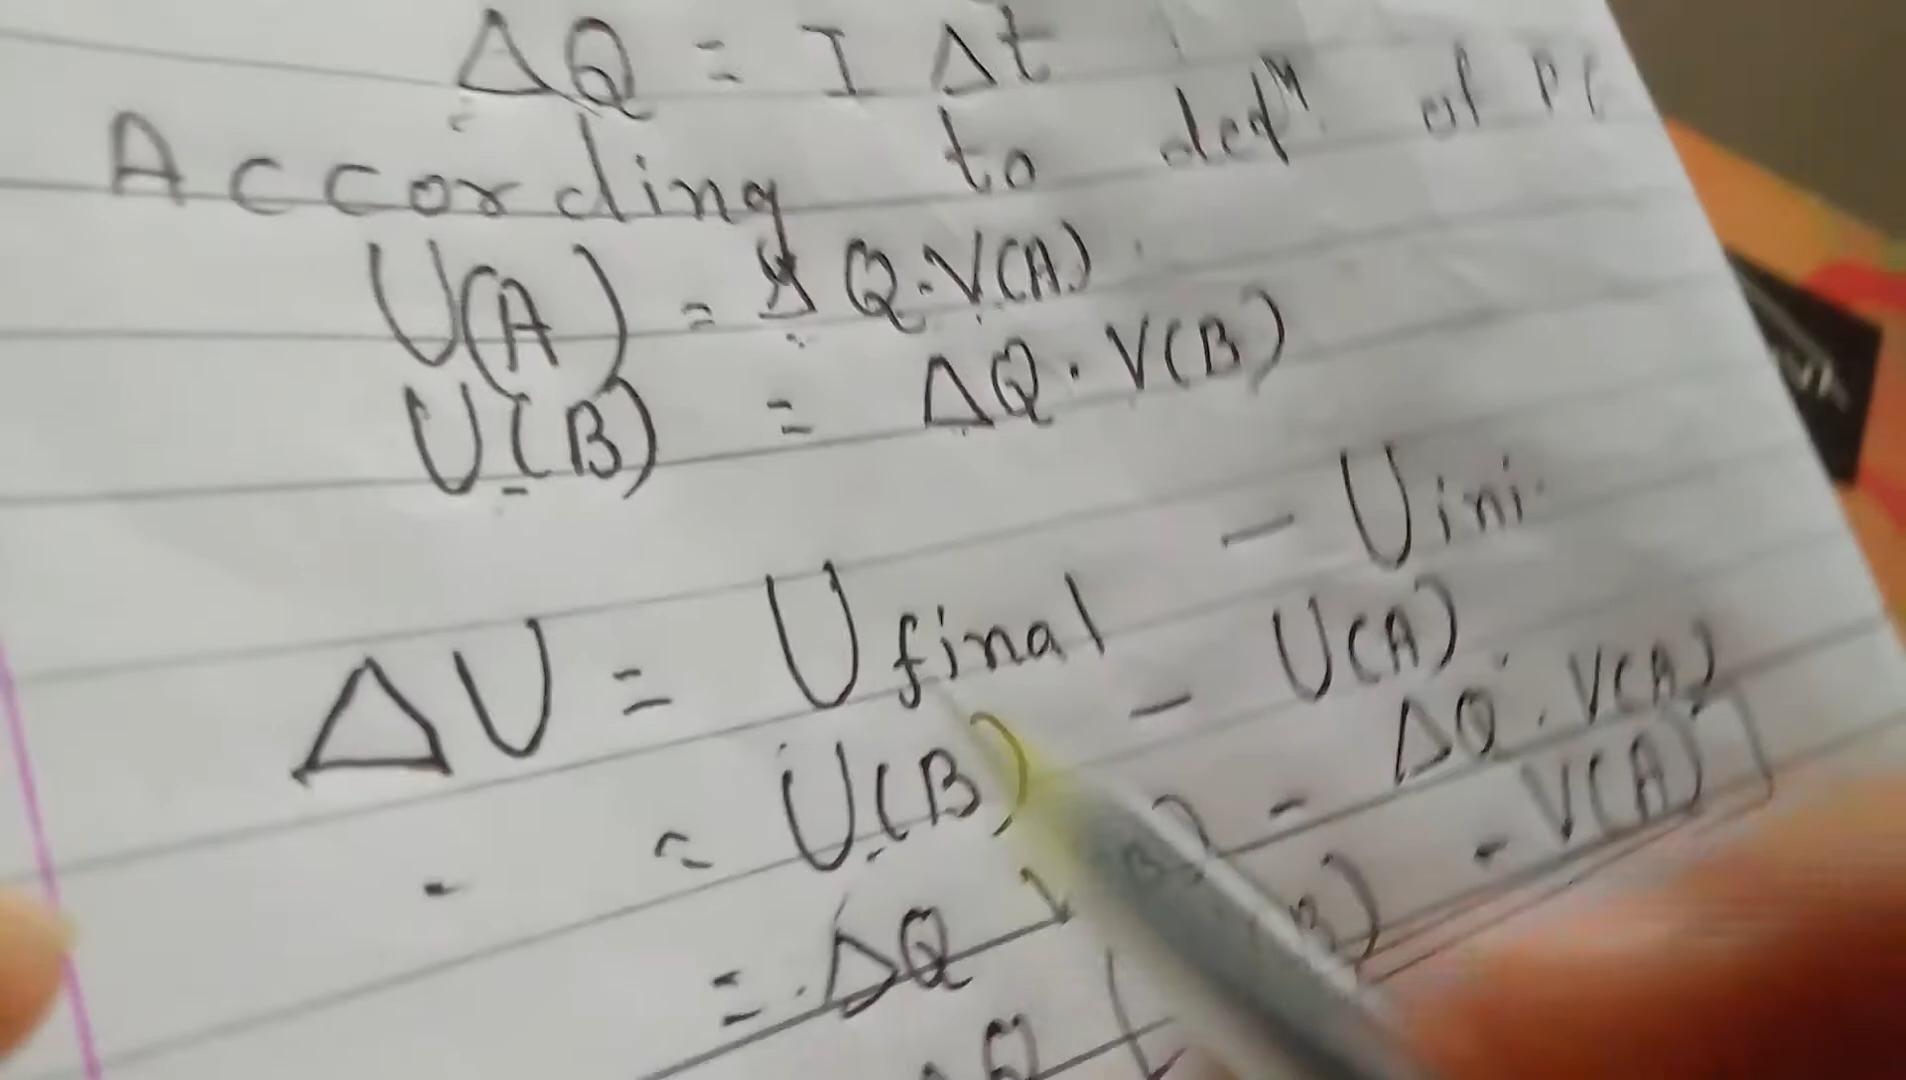 ΔQ = I Δt
According to defn. of
U(A) = Δ Q.V(A).
U(B) = ΔQ.V(B)
ΔU = Ufinal - Uini.
= U(B) - U(A).
= ΔQ - ΔQ.V(A)
ΔQ B) - V(A)]